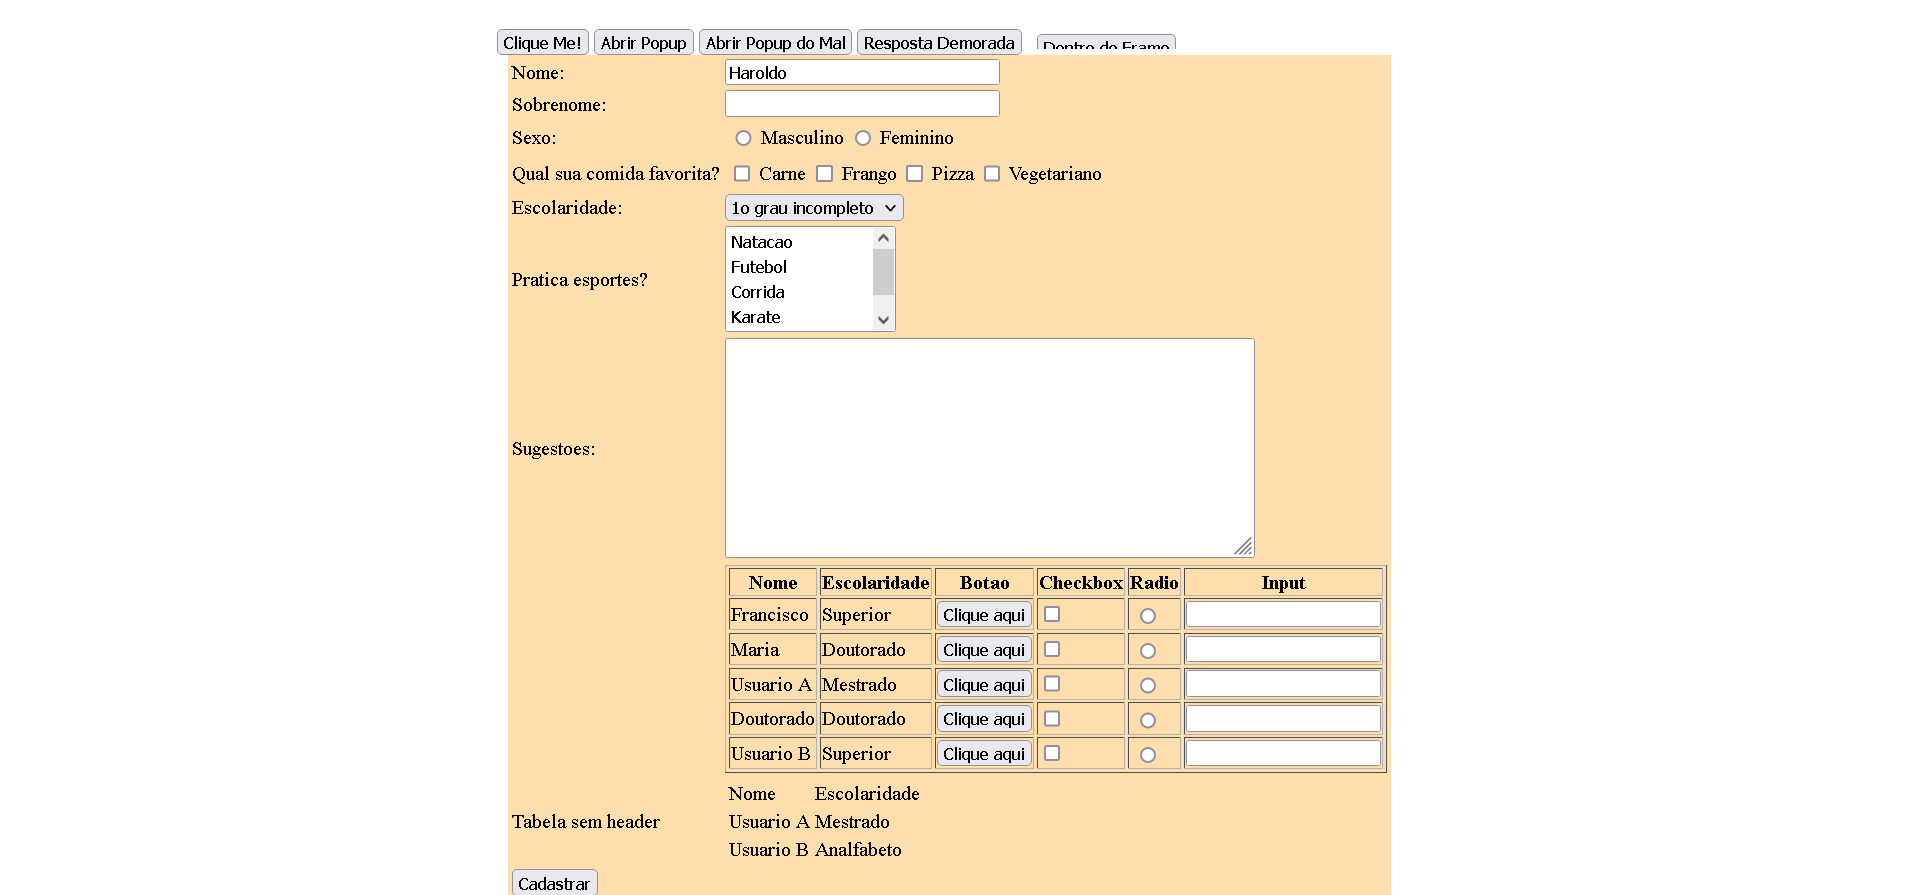 Clique Me! Abrir Popup Abrir Popup do Mal Resposta Demorada Dentro do Frame
Nome: Haroldo
Sobrenome:
Sexo: Masculino Feminino
Qual sua comida favorita? Carne Frango Pizza Vegetariano
Escolaridade: 1o grau incompleto
Natacao
Futebol
Pratica esportes?
Corrida
Karate
Sugestoes:
Nome Escolaridade Botao Checkbox Radio Input
Francisco Superior Clique aqui
Maria Doutorado Clique aqui
Usuario A Mestrado Clique aqui
Doutorado Doutorado Clique aqui
Usuario B Superior Clique aqui
Nome Escolaridade
Tabela sem header Usuario A Mestrado
Usuario B Analfabeto
Cadastrar